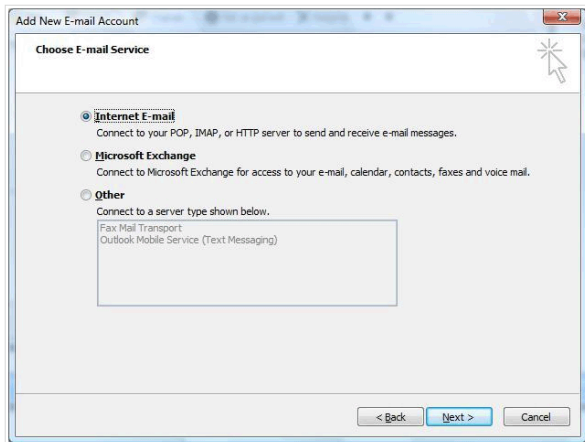 Add New E-mail Account
Choose E-mail Service
Internet E-mail
Connect to your POP, IMAP, or HTTP server to send and receive e-mail messages.
Microsoft Exchange
Connect to Microsoft Exchange for access to your e-mail, calendar, contacts, faxes and voice mail.
Other
Connect to a server type shown below.
Fax Mail Transport
Outlook Mobile Service (Text Messaging)
< Back Next > Cancel